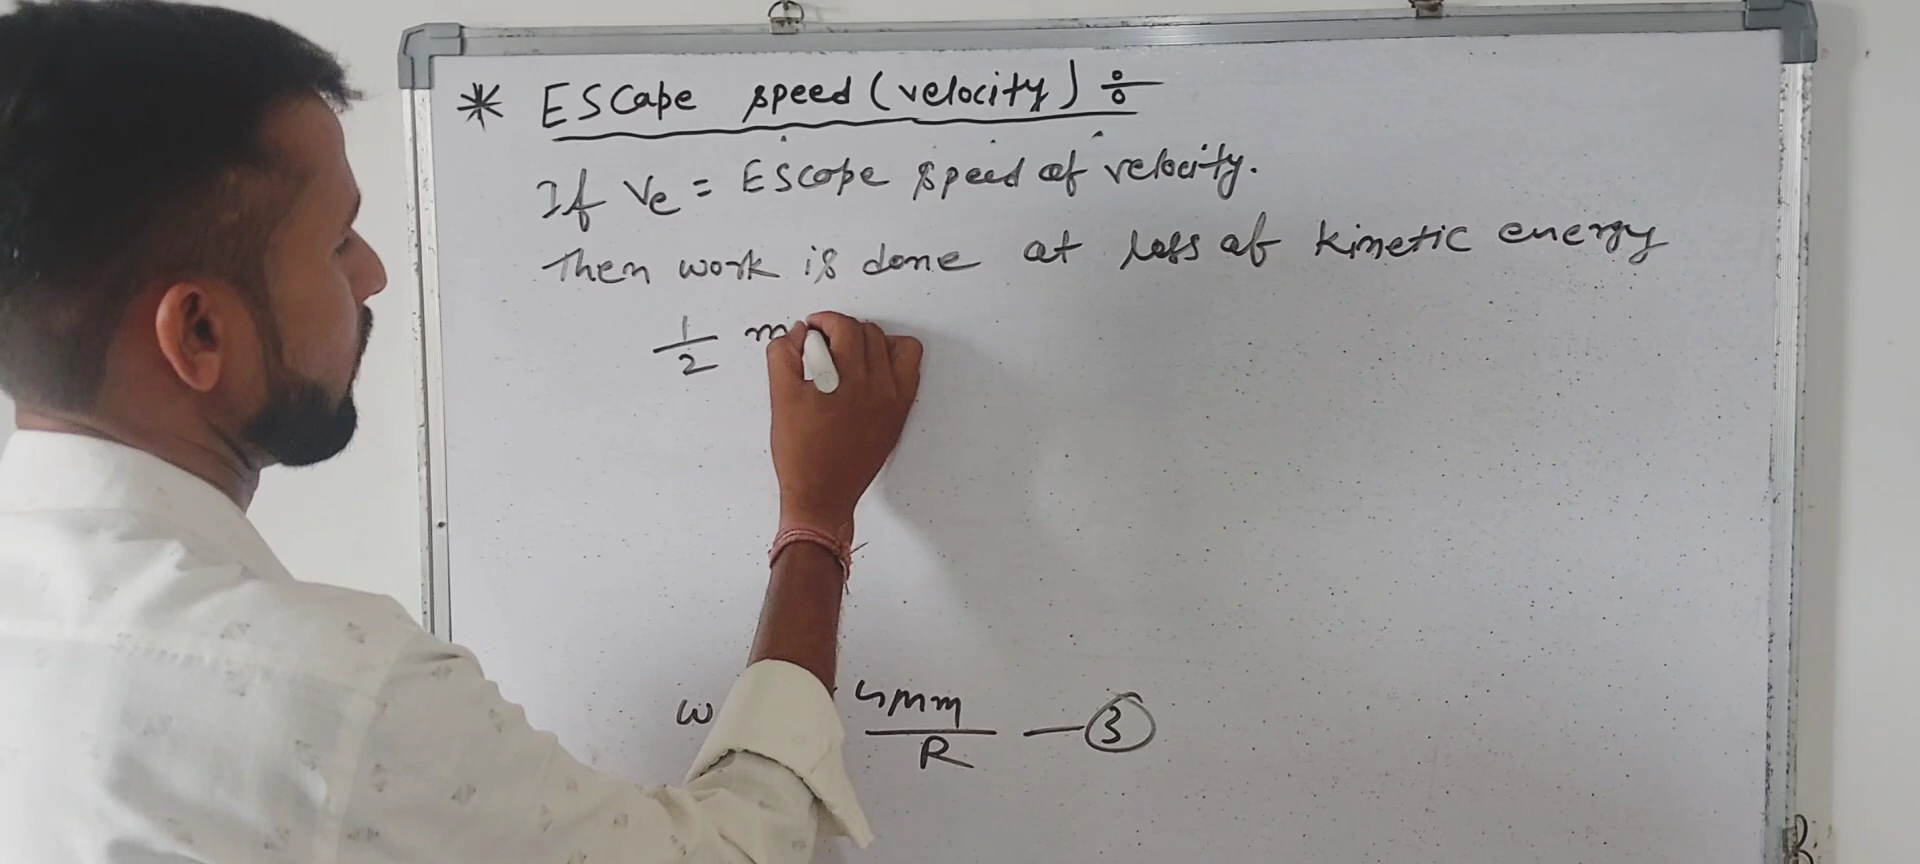 * Escape speed (velocity) ÷
If Ve = Escape speed of velocity.
Then work is done at loss of kinetic energy
1/2 m
W GMm/R — ③